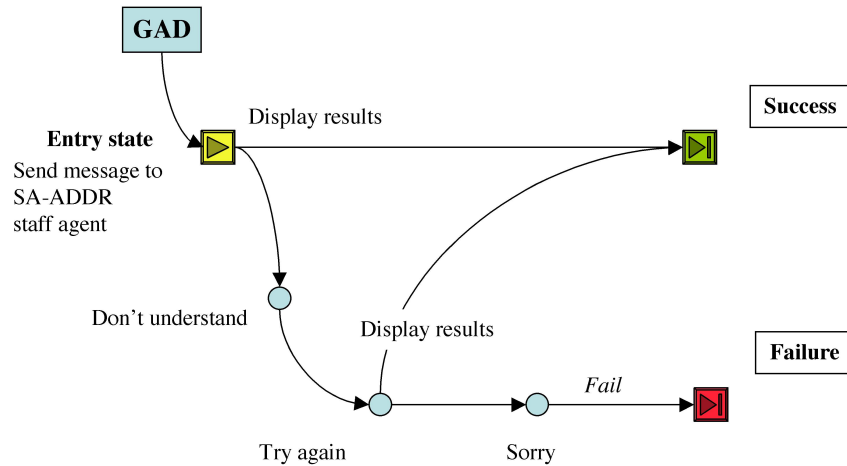 GAD
Display results
Success
Entry state
Send message to
SA-ADDR
staff agent
Don't understand
Display results
Failure
Fail
Try again
Sorry